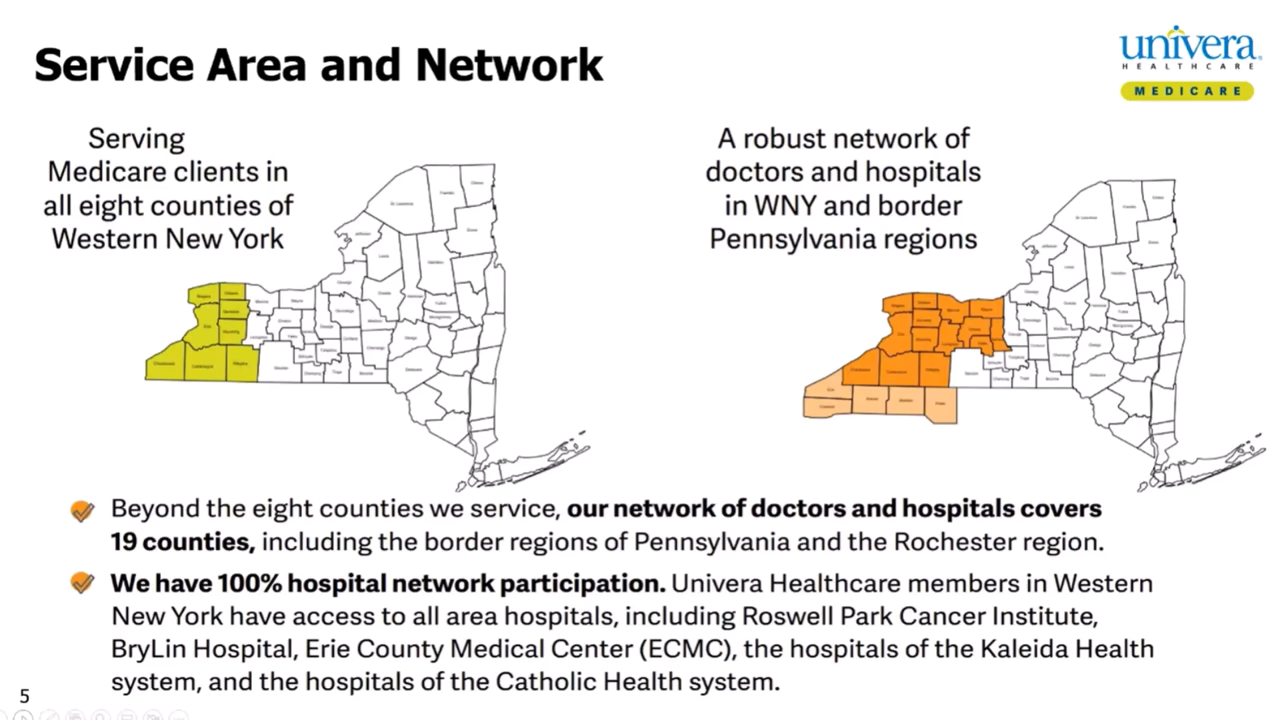 Service Area and Network
univera
HEALTHCARE
MEDICARE
Serving
Medicare clients in
all eight counties of
Western New York
A robust network of
doctors and hospitals
in WNY and border
Pennsylvania regions
Beyond the eight counties we service, our network of doctors and hospitals covers
19 counties, including the border regions of Pennsylvania and the Rochester region.
We have 100% hospital network participation. Univera Healthcare members in Western
New York have access to all area hospitals, including Roswell Park Cancer Institute,
BryLin Hospital, Erie County Medical Center (ECMC), the hospitals of the Kaleida Health
system, and the hospitals of the Catholic Health system.
5